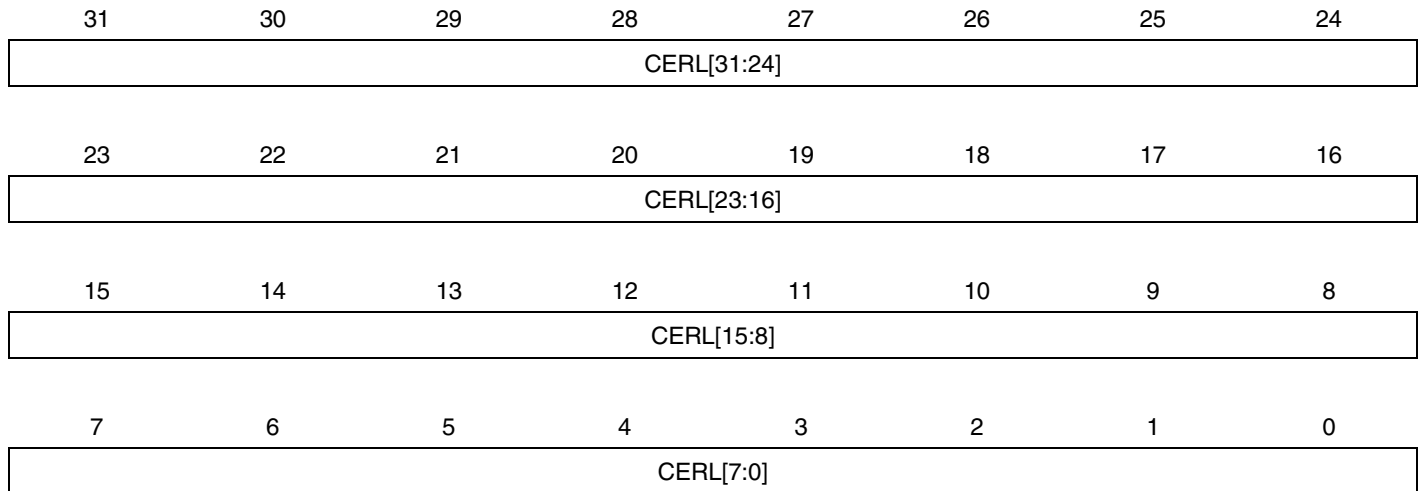 31 30 29 28 27 26 25 24
CERL[31:24]
23 22 21 20 19 18 17 16
CERL[23:16]
15 14 13 12 11 10 9 8
CERL[15:8]
7 6 5 4 3 2 1 0
CERL[7:0]